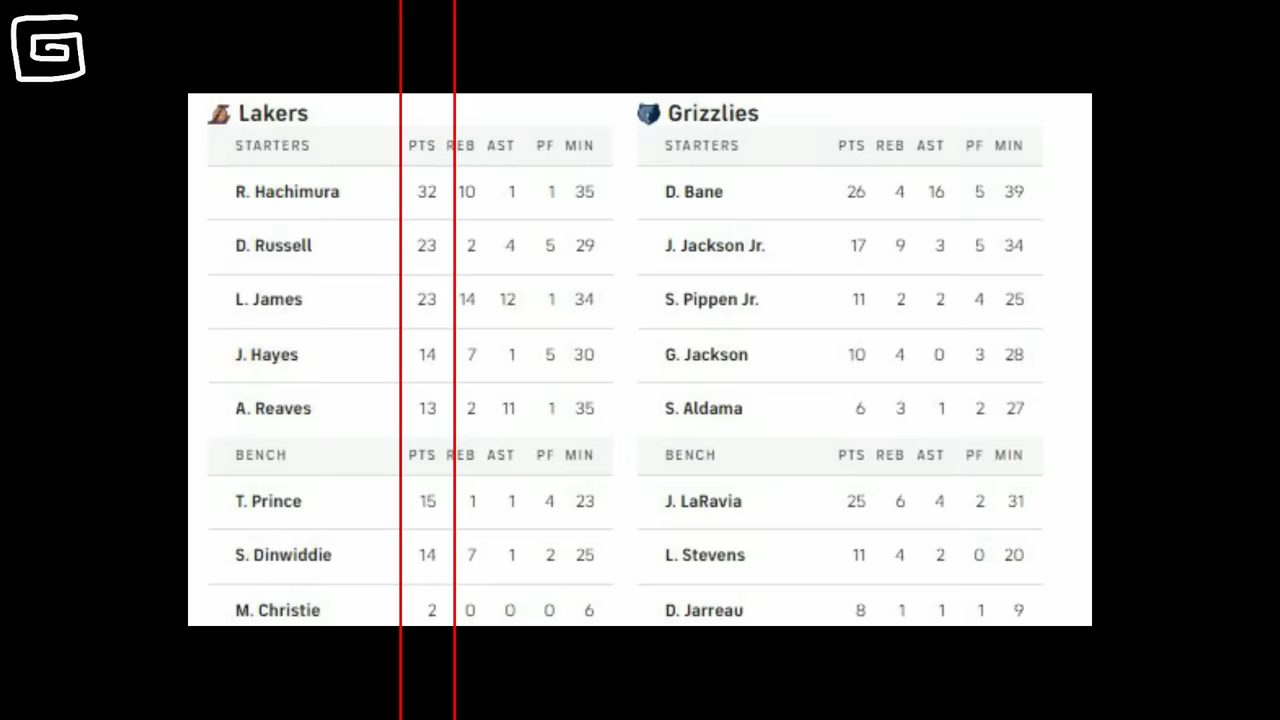 G
Lakers
STARTERS PTS REB AST PF MIN
R. Hachimura 32 10 1 1 35
D. Russell 23 2 4 5 29
L. James 23 14 12 1 34
J. Hayes 14 7 1 5 30
A. Reaves 13 2 11 1 35
BENCH PTS REB AST PF MIN
T. Prince 15 1 1 4 23
S. Dinwiddie 14 7 1 2 25
M. Christie 2 0 0 0 6
Grizzlies
STARTERS PTS REB AST PF MIN
D. Bane 26 4 16 5 39
J. Jackson Jr. 17 9 3 5 34
S. Pippen Jr. 11 2 2 4 25
G. Jackson 10 4 0 3 28
S. Aldama 6 3 1 2 27
BENCH PTS REB AST PF MIN
J. LaRavia 25 6 4 2 31
L. Stevens 11 4 2 0 20
D. Jarreau 8 1 1 1 9